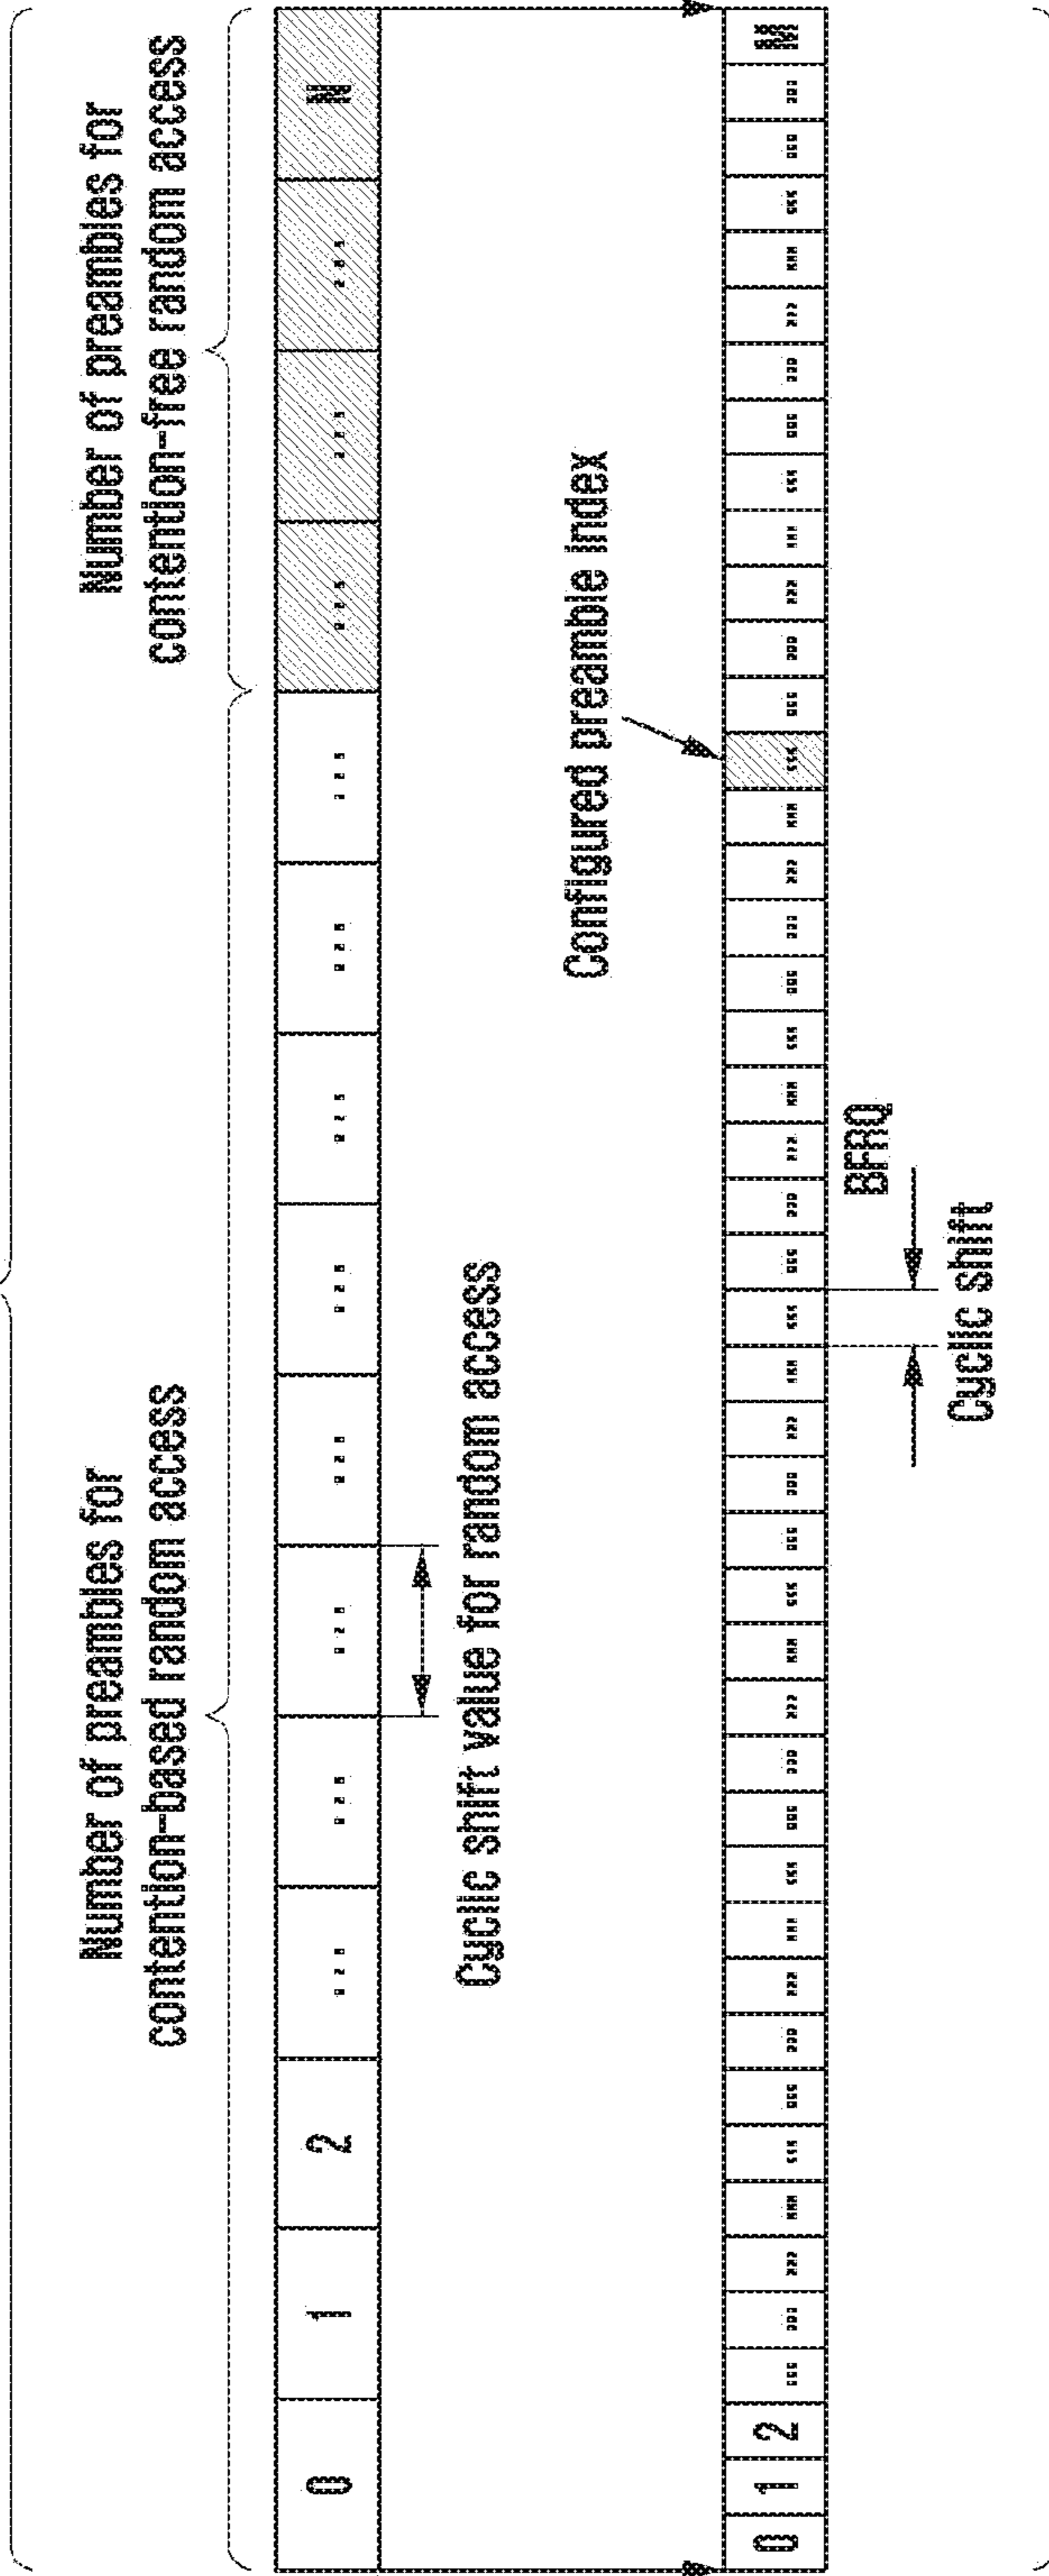 Number of preambles for
contention-based random access
Number of preambles for
contention-free random access
0 1 2 ... ... ... ... ... ... ... ... ... ... ... N
Cyclic shift value for random access
Configured preamble index
0 1 2 ... ... ... ... ... ... ... ... ... ... ... ... ... ... ... ... ... ... ... ... ... ... ... ... ... ... ... ... ... ... ... ... ... ... ... ... ... ... ... ... ... ... M
BFRQ
Cyclic shift